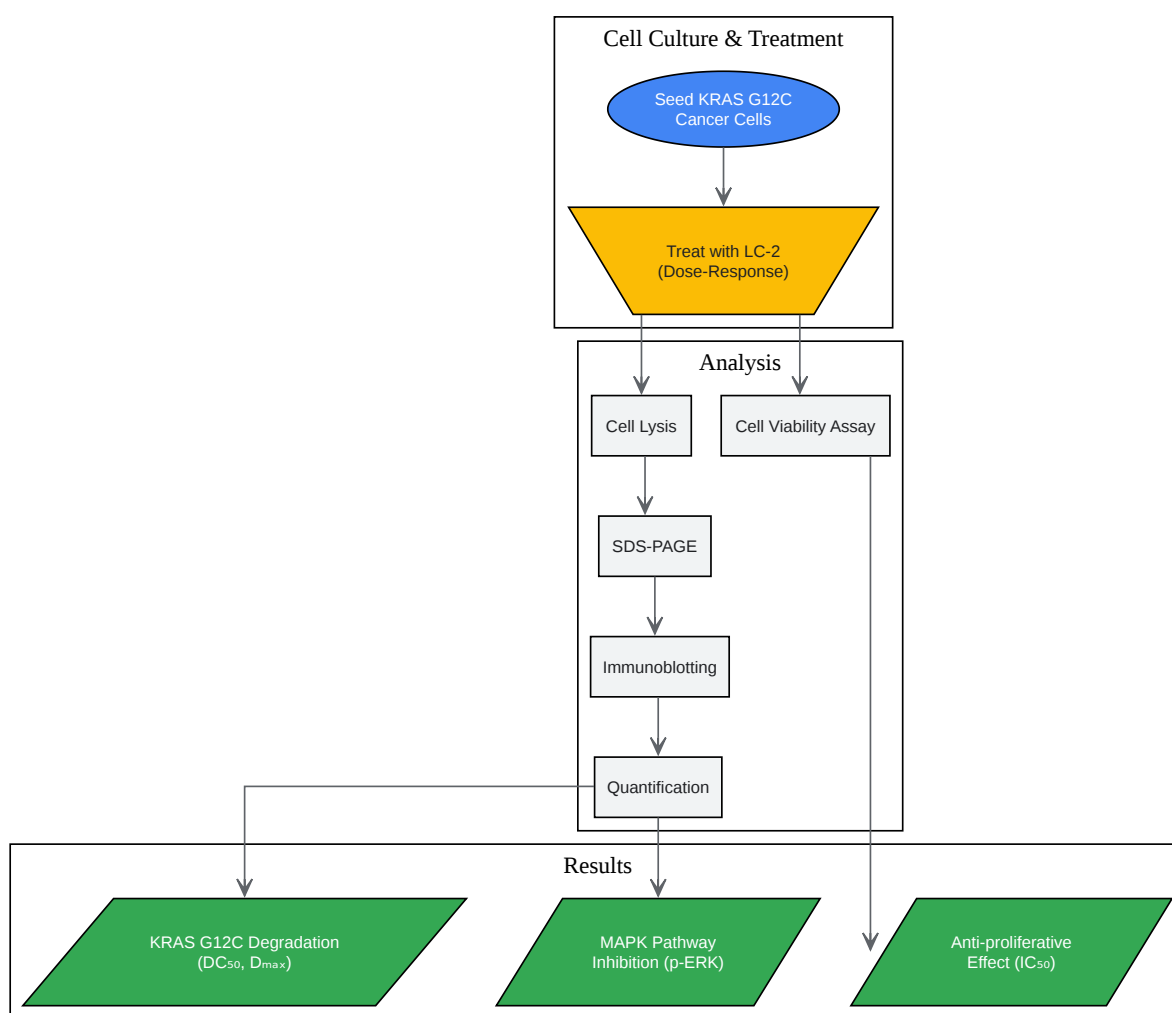 Cell Culture & Treatment
Seed KRAS G12C
Cancer Cells
Treat with LC-2
(Dose-Response)
Analysis
Cell Lysis
Cell Viability Assay
SDS-PAGE
Immunoblotting
Quantification
Results
KRAS G12C Degradation
(DC₅₀, Dₘₐₓ)
MAPK Pathway
Inhibition (p-ERK)
Anti-proliferative
Effect (IC₅₀)